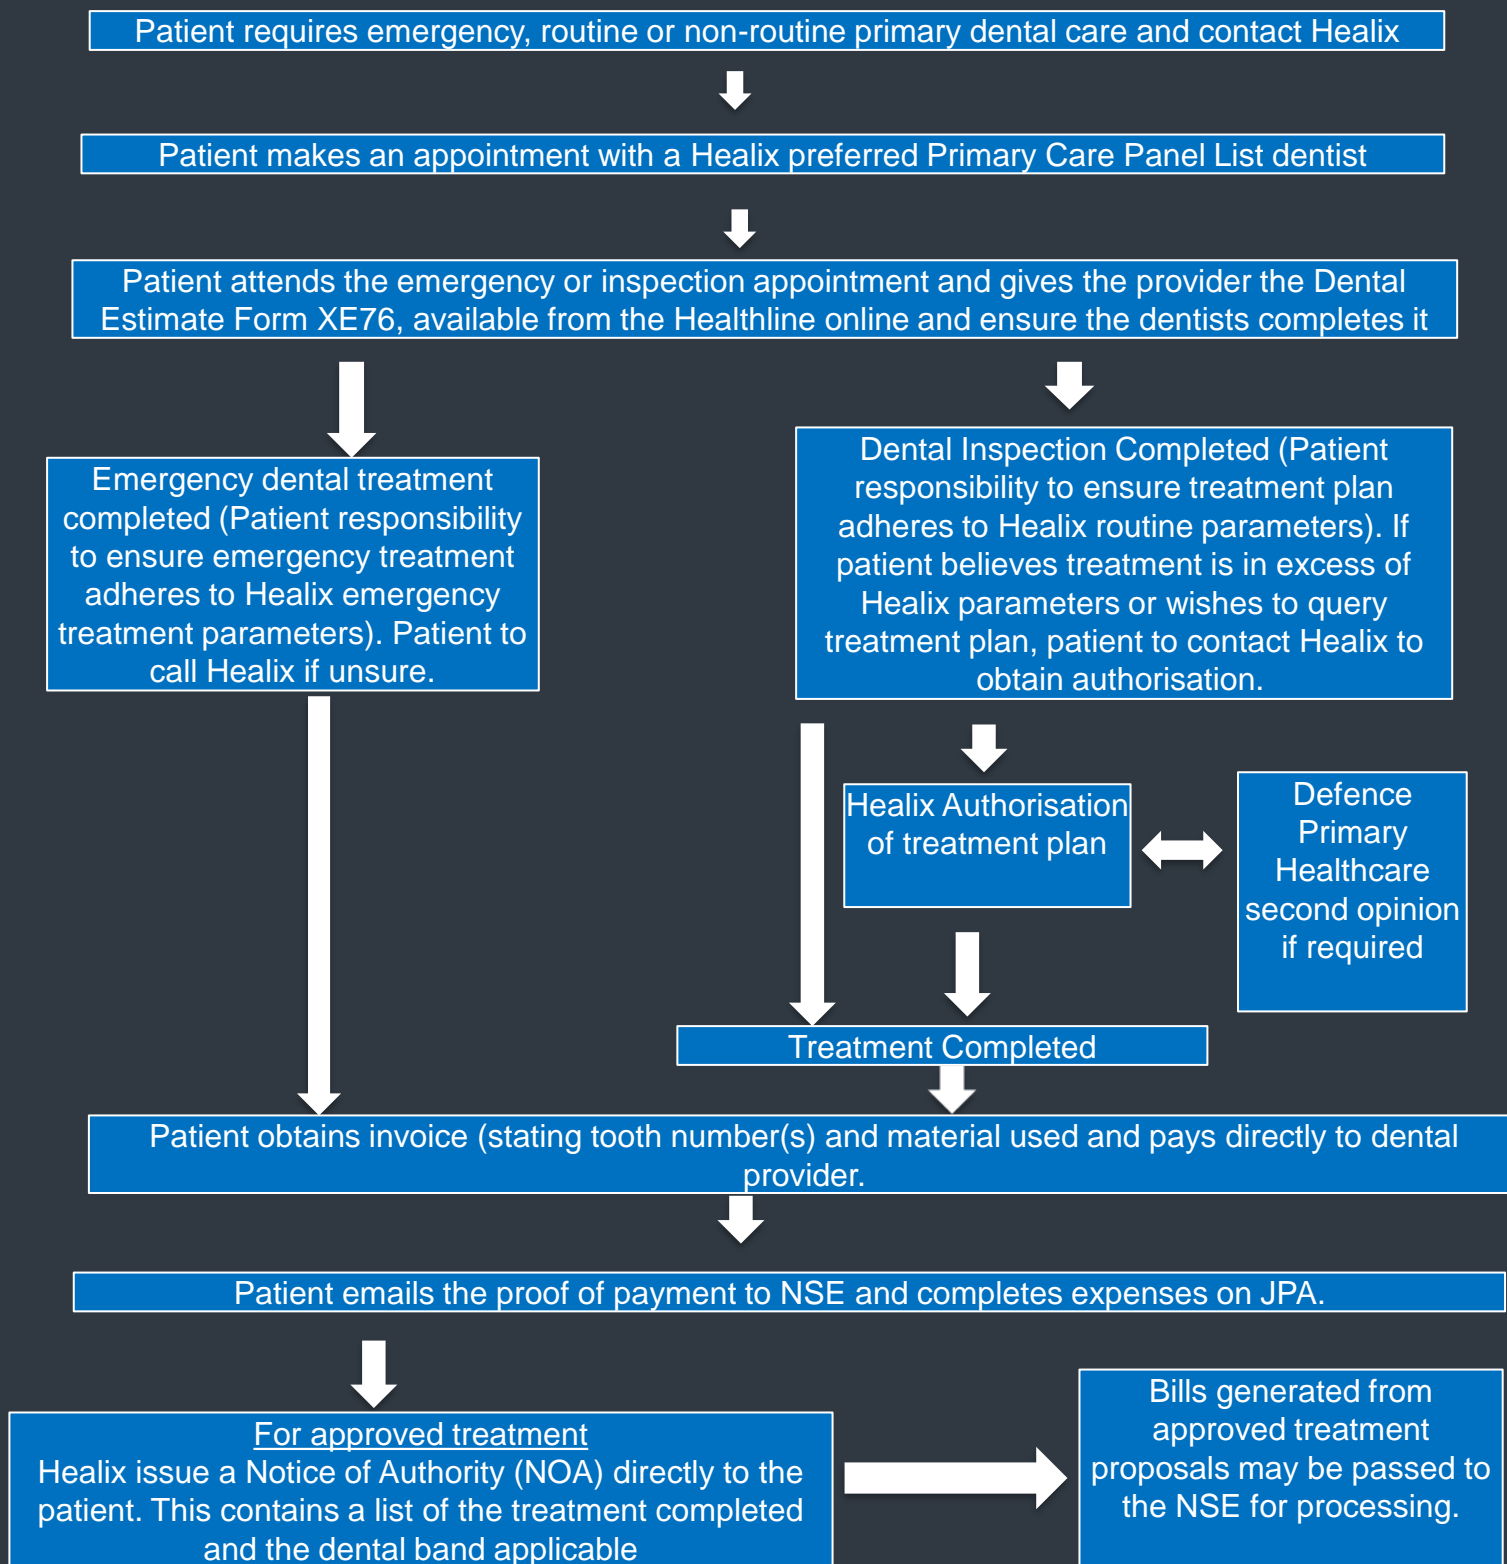 Patient requires emergency, routine or non-routine primary dental care and contact Healix
Patient makes an appointment with a Healix preferred Primary Care Panel List dentist
Patient attends the emergency or inspection appointment and gives the provider the Dental
Estimate Form XE76, available from the Healthline online and ensure the dentists completes it
Emergency dental treatment
completed (Patient responsibility
to ensure emergency treatment
adheres to Healix emergency
treatment parameters). Patient to
call Healix if unsure.
Dental Inspection Completed (Patient
responsibility to ensure treatment plan
adheres to Healix routine parameters). If
patient believes treatment is in excess of
Healix parameters or wishes to query
treatment plan, patient to contact Healix to
obtain authorisation.
Healix Authorisation
of treatment plan
Defence
Primary
Healthcare
second opinion
if required
Treatment Completed
Patient obtains invoice (stating tooth number(s) and material used and pays directly to dental
provider.
Patient emails the proof of payment to NSE and completes expenses on JPA.
For approved treatment
Healix issue a Notice of Authority (NOA) directly to the
patient. This contains a list of the treatment completed
and the dental band applicable
Bills generated from
approved treatment
proposals may be passed to
the NSE for processing.